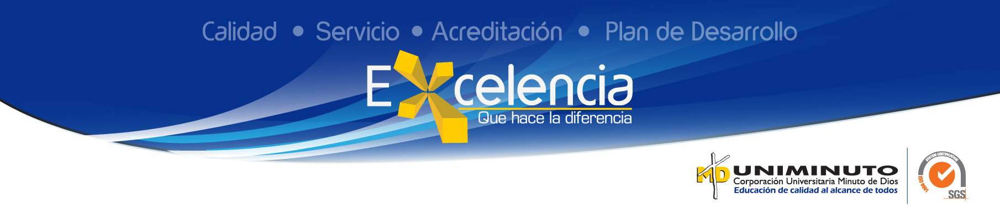 Calidad • Servicio • Acreditación • Plan de Desarrollo
Excelencia
Que hace la diferencia
MD UNIMINUTO
Corporación Universitaria Minuto de Dios
Educación de calidad al alcance de todos
SYSTEM CERTIFICATION
ISO 9001
SGS